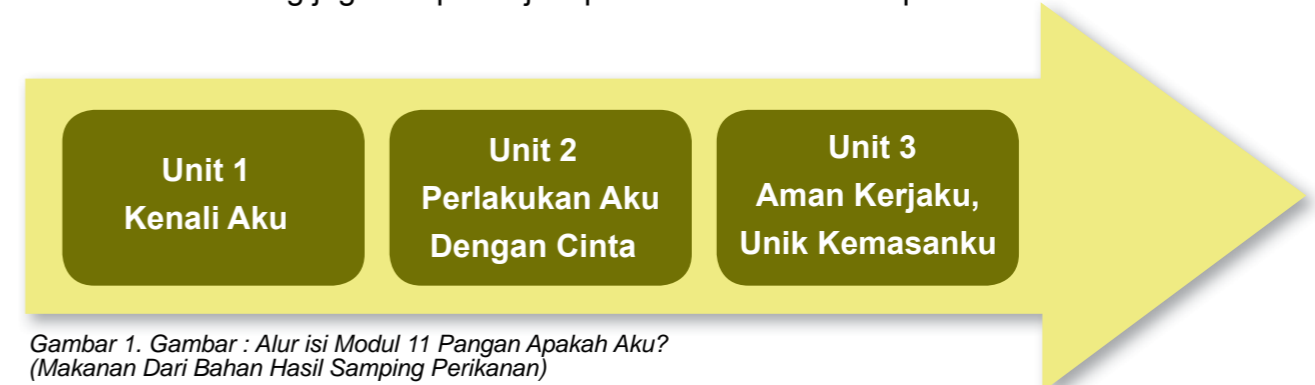 Unit 1
Kenali Aku
Unit 2
Perlakukan Aku
Dengan Cinta
Unit 3
Aman Kerjaku,
Unik Kemasanku
Gambar 1. Gambar : Alur isi Modul 11 Pangan Apakah Aku?
(Makanan Dari Bahan Hasil Samping Perikanan)